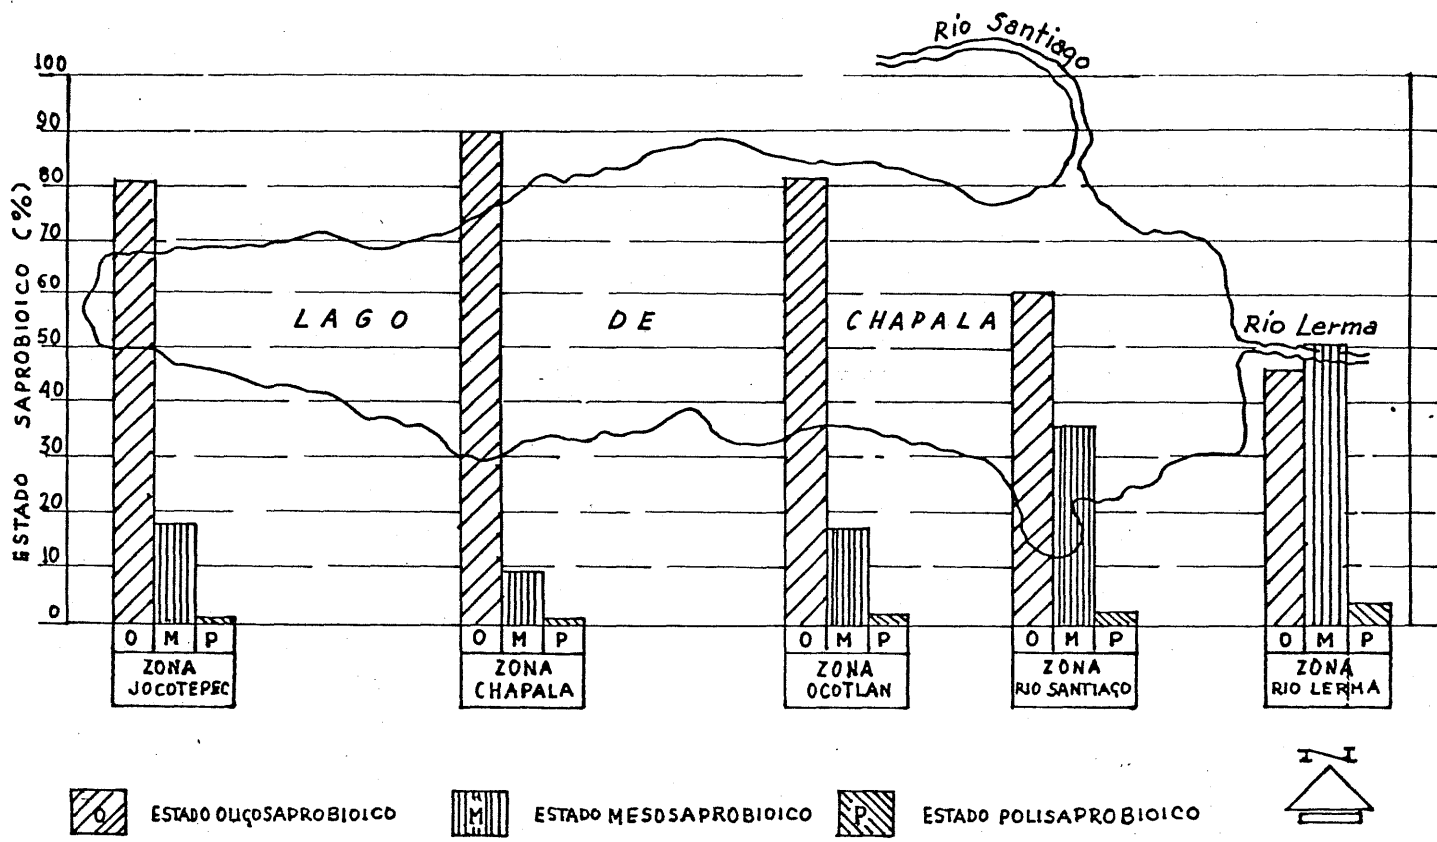 Río Santiago
100
90
80
70
60
50
40
30
20
10
0
ESTADO SAPROBIOICO (%)
LAGO DE CHAPALA
Río Lerma
O M P
ZONA
JOCOTEPEC
O M P
ZONA
CHAPALA
O M P
ZONA
OCOTLAN
O M P
ZONA
RIO SANTIAGO
O M P
ZONA
RIO LERMA
N
O ESTADO OLIGOSAPROBIOICO
M ESTADO MESOSAPROBIOICO
P ESTADO POLISAPROBIOICO